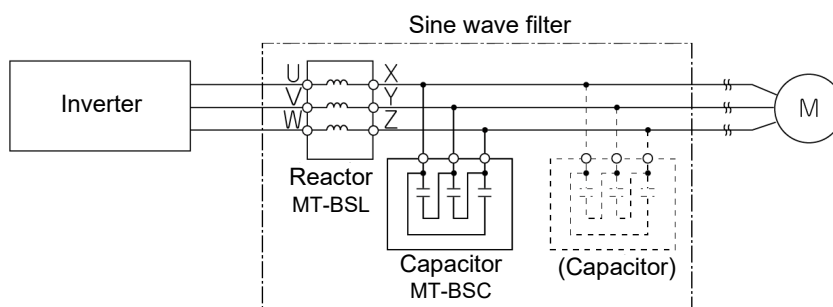 Sine wave filter
Inverter
U
V
W
X
Y
Z
M
Reactor
MT-BSL
Capacitor
MT-BSC
(Capacitor)